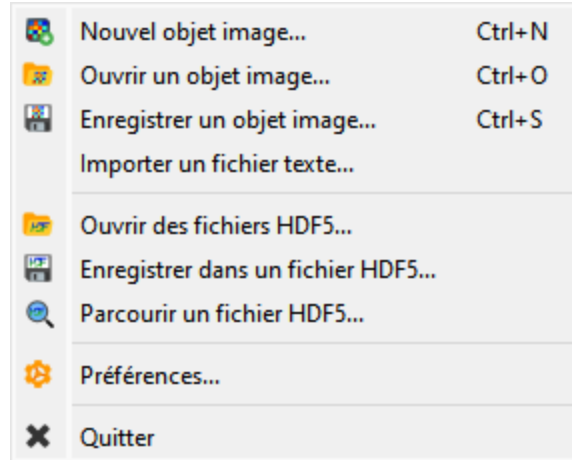 Nouvel objet image... Ctrl+N
Ouvrir un objet image... Ctrl+O
Enregistrer un objet image... Ctrl+S
Importer un fichier texte...
Ouvrir des fichiers HDF5...
Enregistrer dans un fichier HDF5...
Parcourir un fichier HDF5...
Préférences...
Quitter